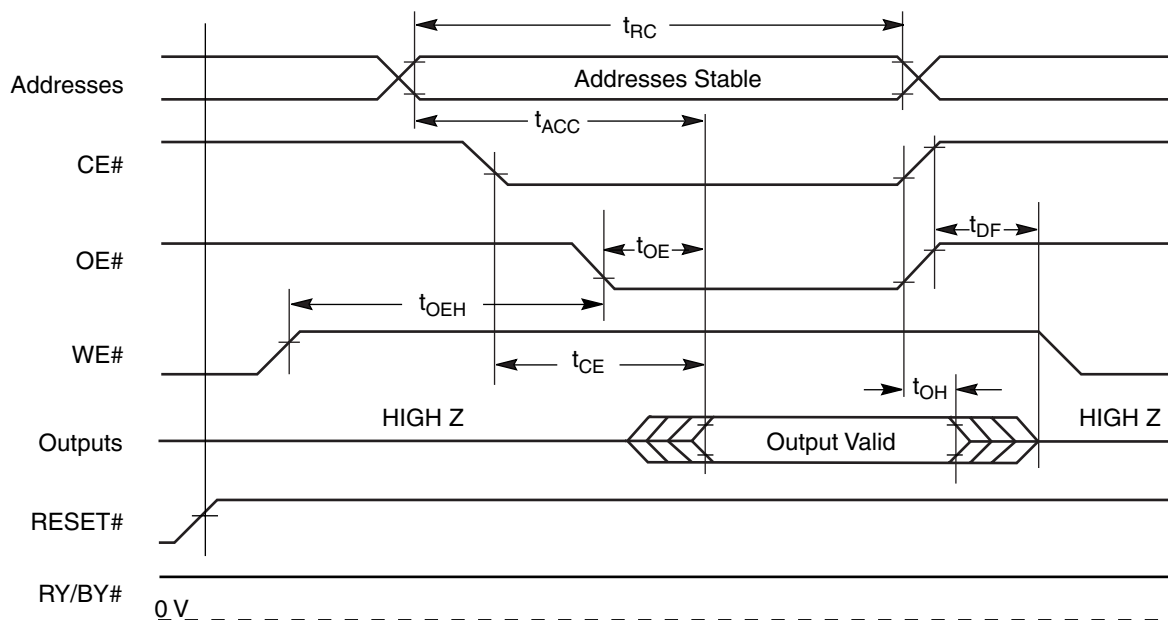 tRC
Addresses
Addresses Stable
tACC
CE#
OE#
tOE
tDF
tOEH
WE#
tCE
tOH
HIGH Z
HIGH Z
Outputs
Output Valid
RESET#
RY/BY#
0 V